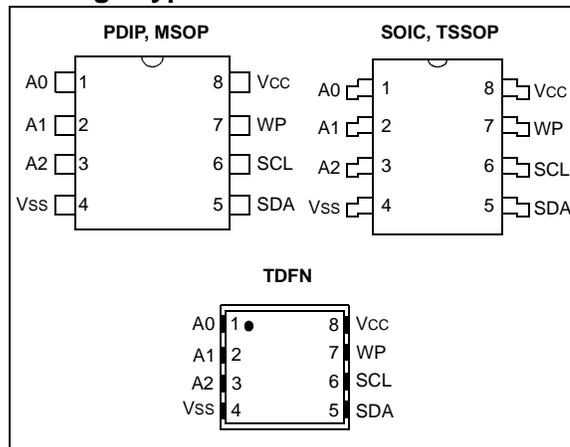 PDIP, MSOP
A0 1 8 VCC
A1 2 7 WP
A2 3 6 SCL
VSS 4 5 SDA
SOIC, TSSOP
A0 1 8 VCC
A1 2 7 WP
A2 3 6 SCL
VSS 4 5 SDA
TDFN
A0 1 8 VCC
A1 2 7 WP
A2 3 6 SCL
VSS 4 5 SDA